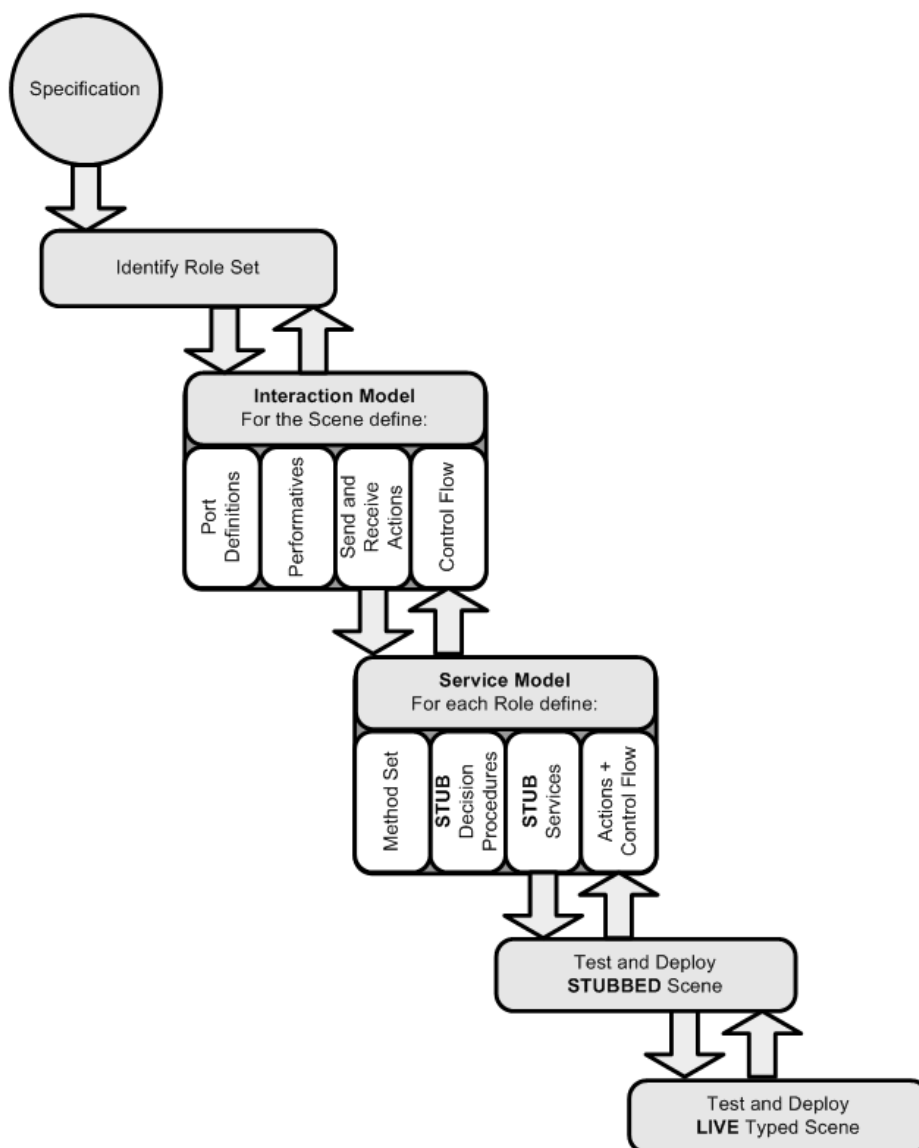 Specification
Identify Role Set
Interaction Model
For the Scene define:
Port
Definitions
Performatives
Send and
Receive
Actions
Control Flow
Service Model
For each Role define:
Method Set
STUB
Decision
Procedures
STUB
Services
Actions +
Control Flow
Test and Deploy
STUBBED Scene
Test and Deploy
LIVE Typed Scene